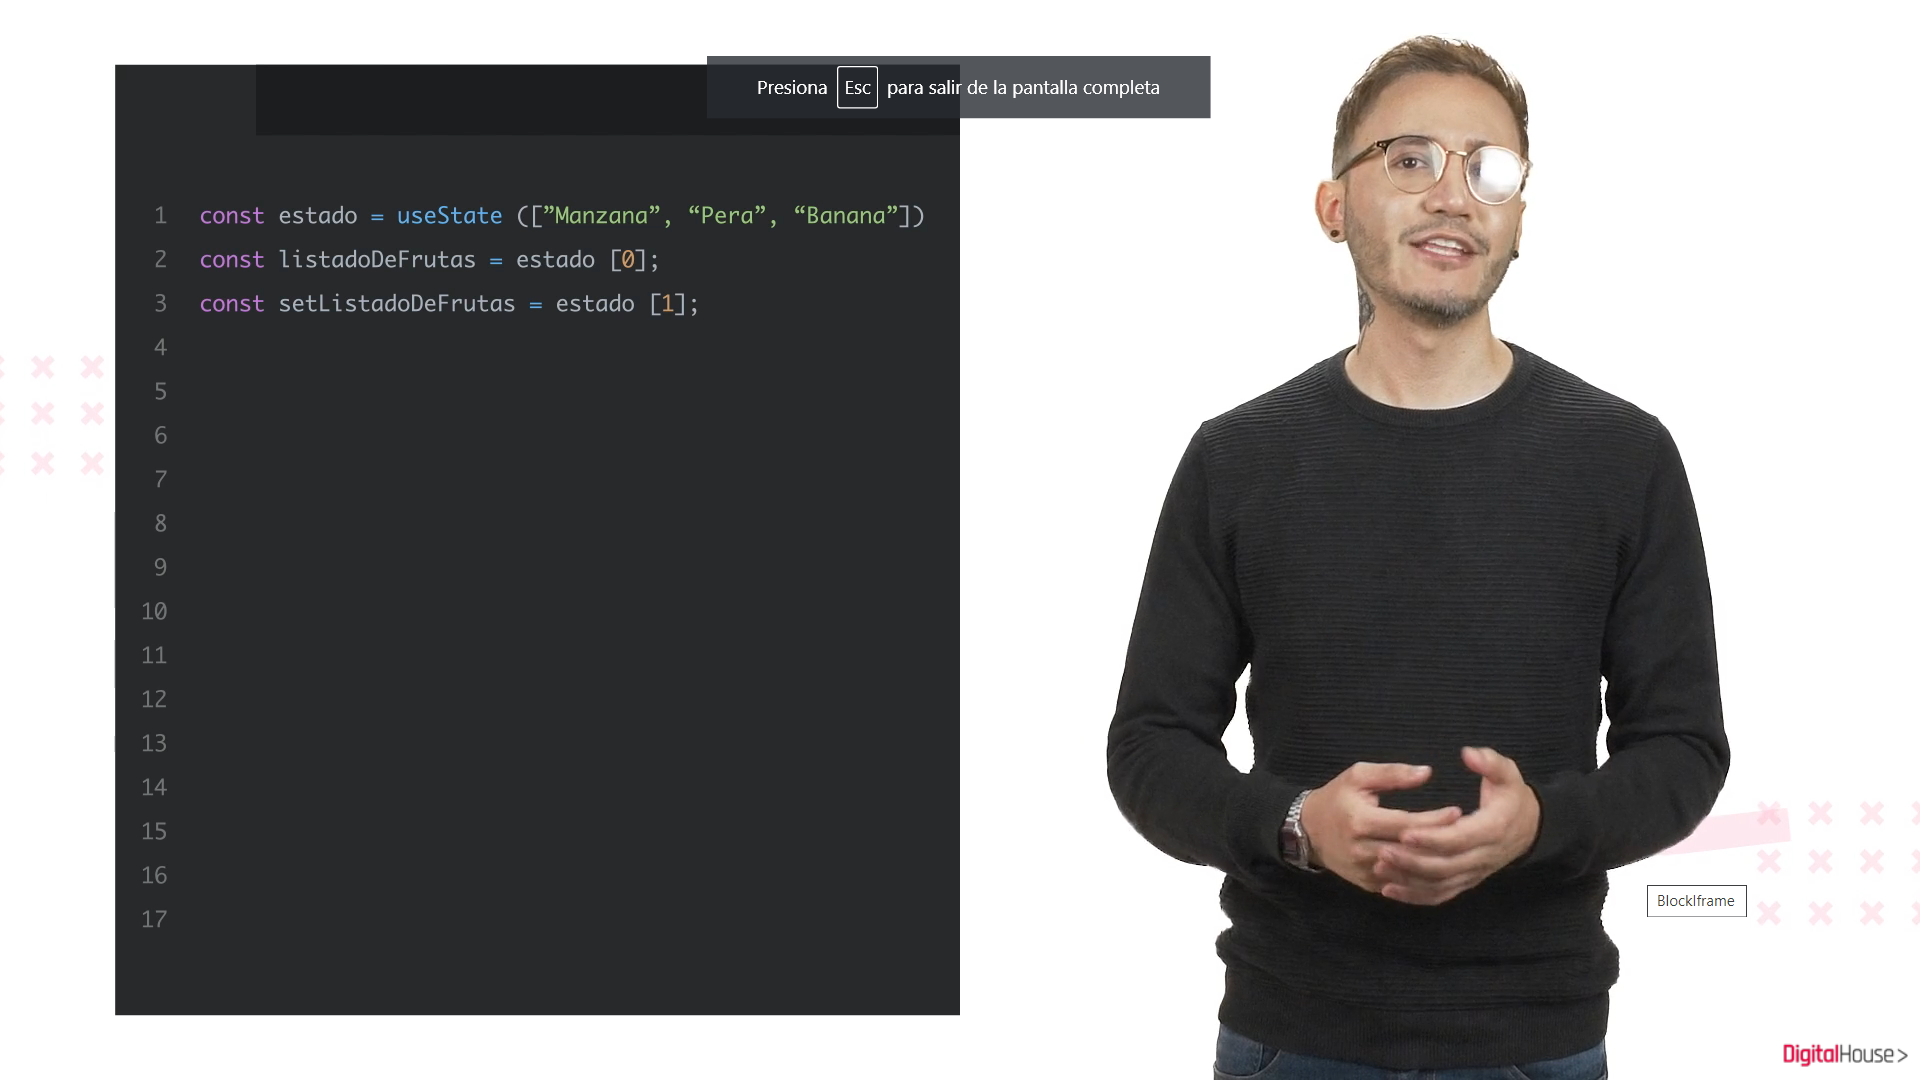 Presiona Esc para salir de la pantalla completa
1 const estado = useState ([”Manzana”, “Pera”, “Banana”])
2 const listadoDeFrutas = estado [0];
3 const setListadoDeFrutas = estado [1];
4
5
6
7
8
9
10
11
12
13
14
15
16
17
BlockIframe
DigitalHouse>